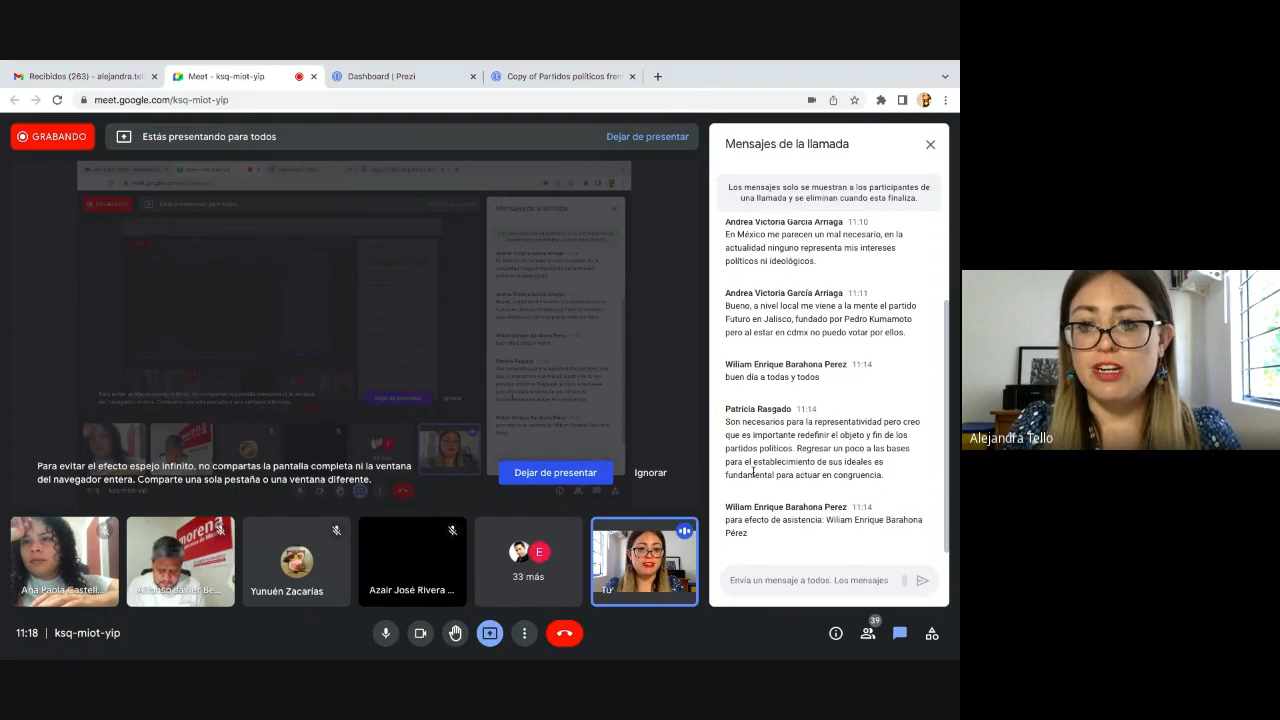 Recibidos (263) - alejandra.tel
Meet - ksq-miot-yip
Dashboard | Prezi
Copy of Partidos políticos fren
meet.google.com/ksq-miot-yip
GRABANDO
Estás presentando para todos
Dejar de presentar
Mensajes de la llamada
Los mensajes solo se muestran a los participantes de
una llamada y se eliminan cuando esta finaliza.
Andrea Victoria García Arriaga 11:10
En México me parecen un mal necesario, en la
actualidad ninguno representa mis intereses
políticos ni ideológicos.
Andrea Victoria García Arriaga 11:11
Bueno, a nivel local me viene a la mente el partido
Futuro en Jalisco, fundado por Pedro Kumamoto
pero al estar en cdmx no puedo votar por ellos.
Wiliam Enrique Barahona Perez 11:14
buen día a todas y todos
Patricia Rasgado 11:14
Son necesarios para la representatividad pero creo
que es importante redefinir el objeto y fin de los
partidos políticos. Regresar un poco a las bases
para el establecimiento de sus ideales es
fundamental para actuar en congruencia.
Wiliam Enrique Barahona Perez 11:14
para efecto de asistencia: Wiliam Enrique Barahona
Pérez
Envía un mensaje a todos. Los mensajes
Para evitar el efecto espejo infinito, no compartas la pantalla completa ni la ventana
del navegador entera. Comparte una sola pestaña o una ventana diferente.
Dejar de presentar
Ignorar
morena
Ana Paola Castell...
Alfonso Javier Be...
Yunuén Zacarías
Azair José Rivera ...
E
33 más
Tú
11:18 | ksq-miot-yip
39
Alejandra Tello